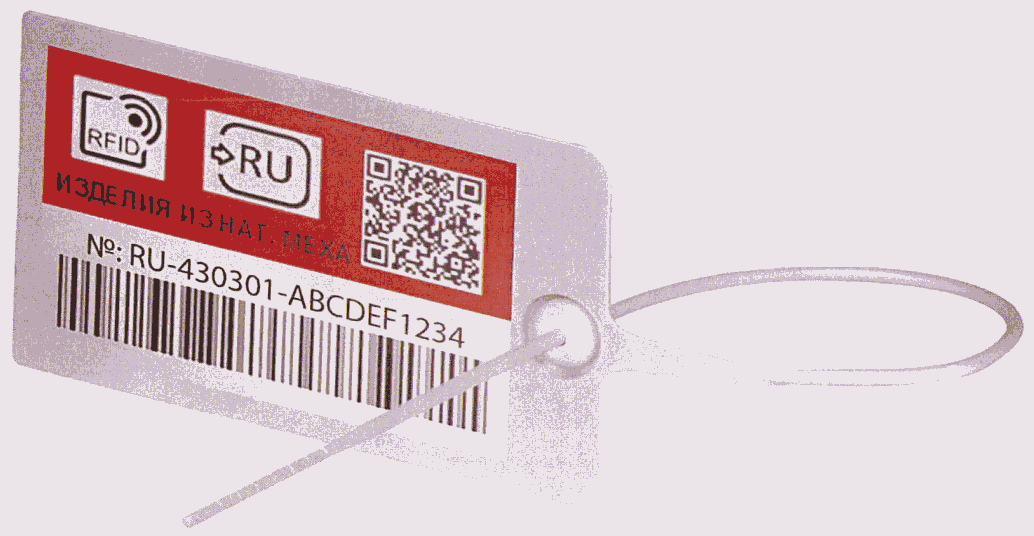 RFID
RU
ИЗДЕЛИЯ ИЗ НАТ. МЕХА
№: RU-430301-ABCDEF1234